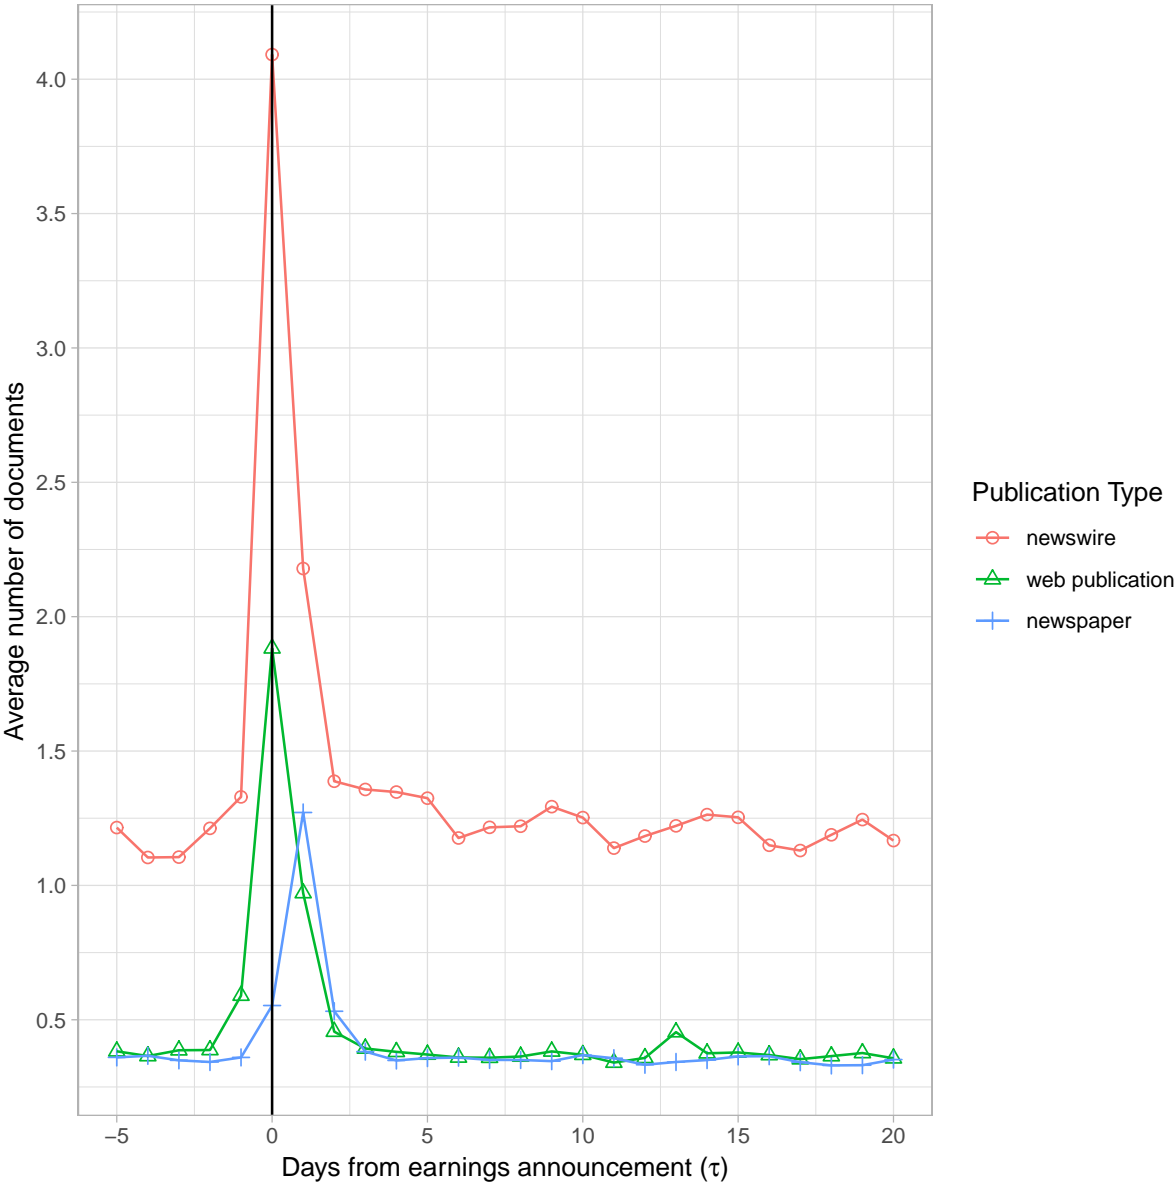 4.0
3.5
3.0
2.5
2.0
1.5
1.0
0.5
Average number of documents
−5 0 5 10 15 20
Days from earnings announcement (τ)
Publication Type
newswire
web publication
newspaper